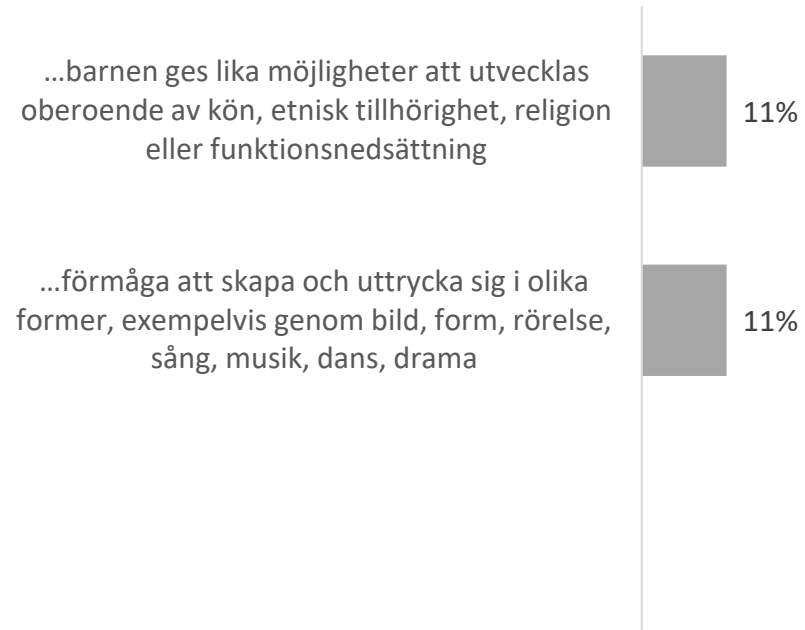 …barnen ges lika möjligheter att utvecklas
oberoende av kön, etnisk tillhörighet, religion
eller funktionsnedsättning
11%
…förmåga att skapa och uttrycka sig i olika
former, exempelvis genom bild, form, rörelse,
sång, musik, dans, drama
11%